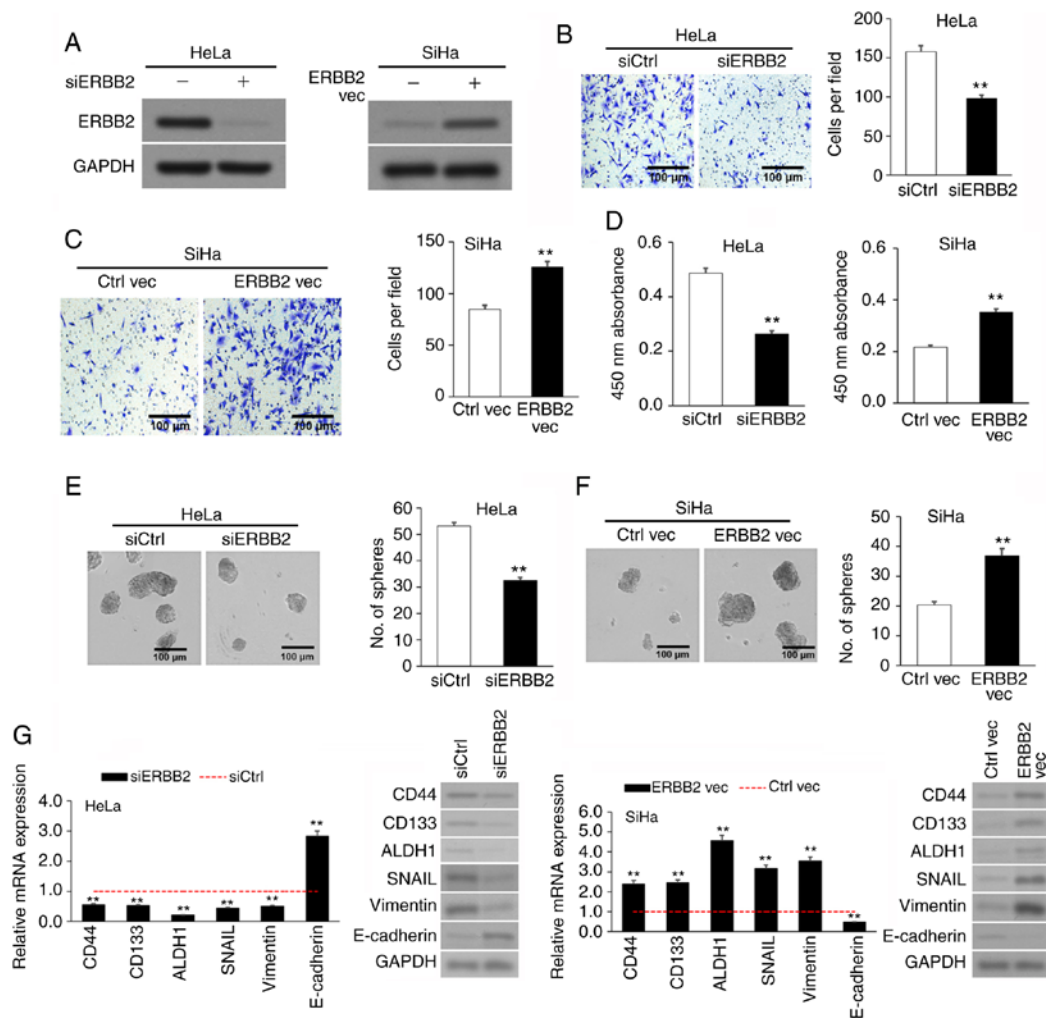 A
HeLa
siERBB2 – +
ERBB2
GAPDH
SiHa
ERBB2 vec – +
B
HeLa
siCtrl siERBB2
100 μm 100 μm
HeLa
Cells per field
200
150
100
50
0
**
siCtrl siERBB2
C
SiHa
Ctrl vec ERBB2 vec
100 μm 100 μm
SiHa
Cells per field
150
100
50
0
**
Ctrl vec ERBB2 vec
D
HeLa
450 nm absorbance
0.6
0.4
0.2
0.0
**
siCtrl siERBB2
SiHa
450 nm absorbance
0.6
0.4
0.2
0.0
**
Ctrl vec ERBB2 vec
E
HeLa
siCtrl siERBB2
100 μm 100 μm
HeLa
No. of spheres
60
50
40
30
20
10
0
**
siCtrl siERBB2
F
SiHa
Ctrl vec ERBB2 vec
100 μm 100 μm
SiHa
No. of spheres
50
40
30
20
10
0
**
Ctrl vec ERBB2 vec
G
siERBB2 siCtrl
HeLa
Relative mRNA expression
4.0
3.0
2.0
1.0
0.0
** ** ** ** ** **
CD44 CD133 ALDH1 SNAIL Vimentin E-cadherin
siCtrl siERBB2
CD44
CD133
ALDH1
SNAIL
Vimentin
E-cadherin
GAPDH
ERBB2 vec Ctrl vec
SiHa
Relative mRNA expression
6.0
5.0
4.0
3.0
2.0
1.0
0.0
** ** ** ** ** **
CD44 CD133 ALDH1 SNAIL Vimentin E-cadherin
Ctrl vec ERBB2 vec
CD44
CD133
ALDH1
SNAIL
Vimentin
E-cadherin
GAPDH